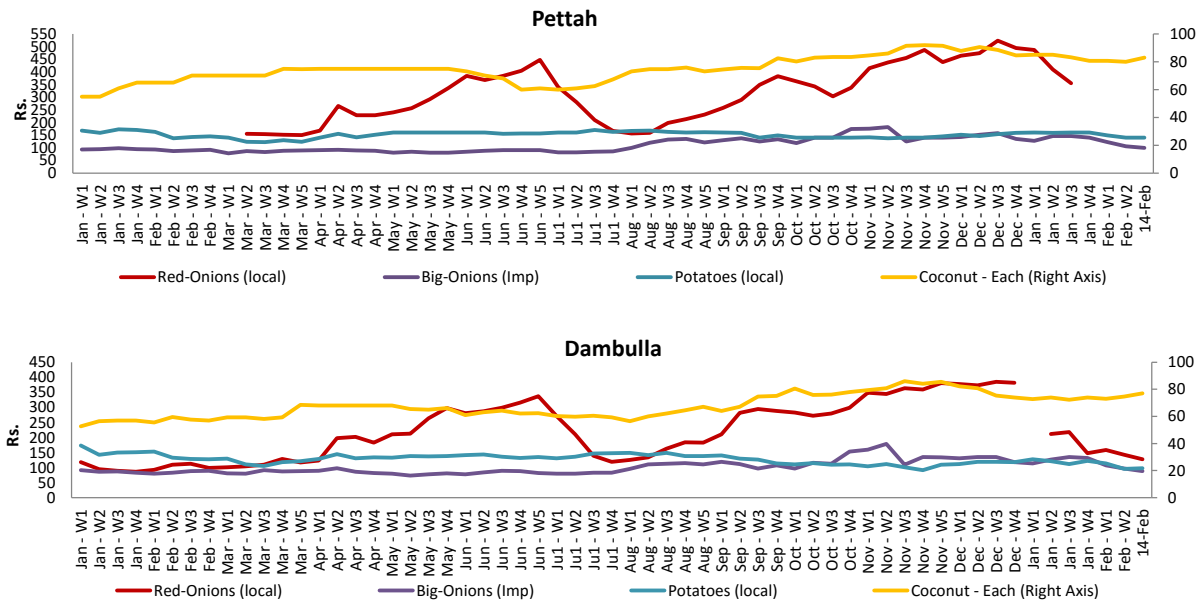 Pettah
Rs.
550
500
450
400
350
300
250
200
150
100
50
0
100
80
60
40
20
0
Jan - W1
Jan - W2
Jan - W3
Jan - W4
Feb - W1
Feb - W2
Feb - W3
Feb - W4
Mar - W1
Mar - W2
Mar - W3
Mar - W4
Mar - W5
Apr - W1
Apr - W2
Apr - W3
Apr - W4
May - W1
May - W2
May - W3
May - W4
Jun - W1
Jun - W2
Jun - W3
Jun - W4
Jun - W5
Ju1 - W1
Ju1 - W2
Ju1 - W3
Ju1 - W4
Aug - W1
Aug - W2
Aug - W3
Aug - W4
Aug - W5
Sep - W1
Sep - W2
Sep - W3
Sep - W4
Oct - W1
Oct - W2
Oct - W3
Oct - W4
Nov - W1
Nov - W2
Nov - W3
Nov - W4
Nov - W5
Dec - W1
Dec - W2
Dec - W3
Dec - W4
Jan - W1
Jan - W2
Jan - W3
Jan - W4
Feb - W1
Feb - W2
14-Feb
Red-Onions (local) Big-Onions (Imp) Potatoes (local) Coconut - Each (Right Axis)
Dambulla
Rs.
450
400
350
300
250
200
150
100
50
0
100
80
60
40
20
0
Jan - W1
Jan - W2
Jan - W3
Jan - W4
Feb - W1
Feb - W2
Feb - W3
Feb - W4
Mar - W1
Mar - W2
Mar - W3
Mar - W4
Mar - W5
Apr - W1
Apr - W2
Apr - W3
Apr - W4
May - W1
May - W2
May - W3
May - W4
Jun - W1
Jun - W2
Jun - W3
Jun - W4
Jun - W5
Ju1 - W1
Ju1 - W2
Ju1 - W3
Ju1 - W4
Aug - W1
Aug - W2
Aug - W3
Aug - W4
Aug - W5
Sep - W1
Sep - W2
Sep - W3
Sep - W4
Oct - W1
Oct - W2
Oct - W3
Oct - W4
Nov - W1
Nov - W2
Nov - W3
Nov - W4
Nov - W5
Dec - W1
Dec - W2
Dec - W3
Dec - W4
Jan - W1
Jan - W2
Jan - W3
Jan - W4
Feb - W1
Feb - W2
14-Feb
Red-Onions (local) Big-Onions (Imp) Potatoes (local) Coconut - Each (Right Axis)